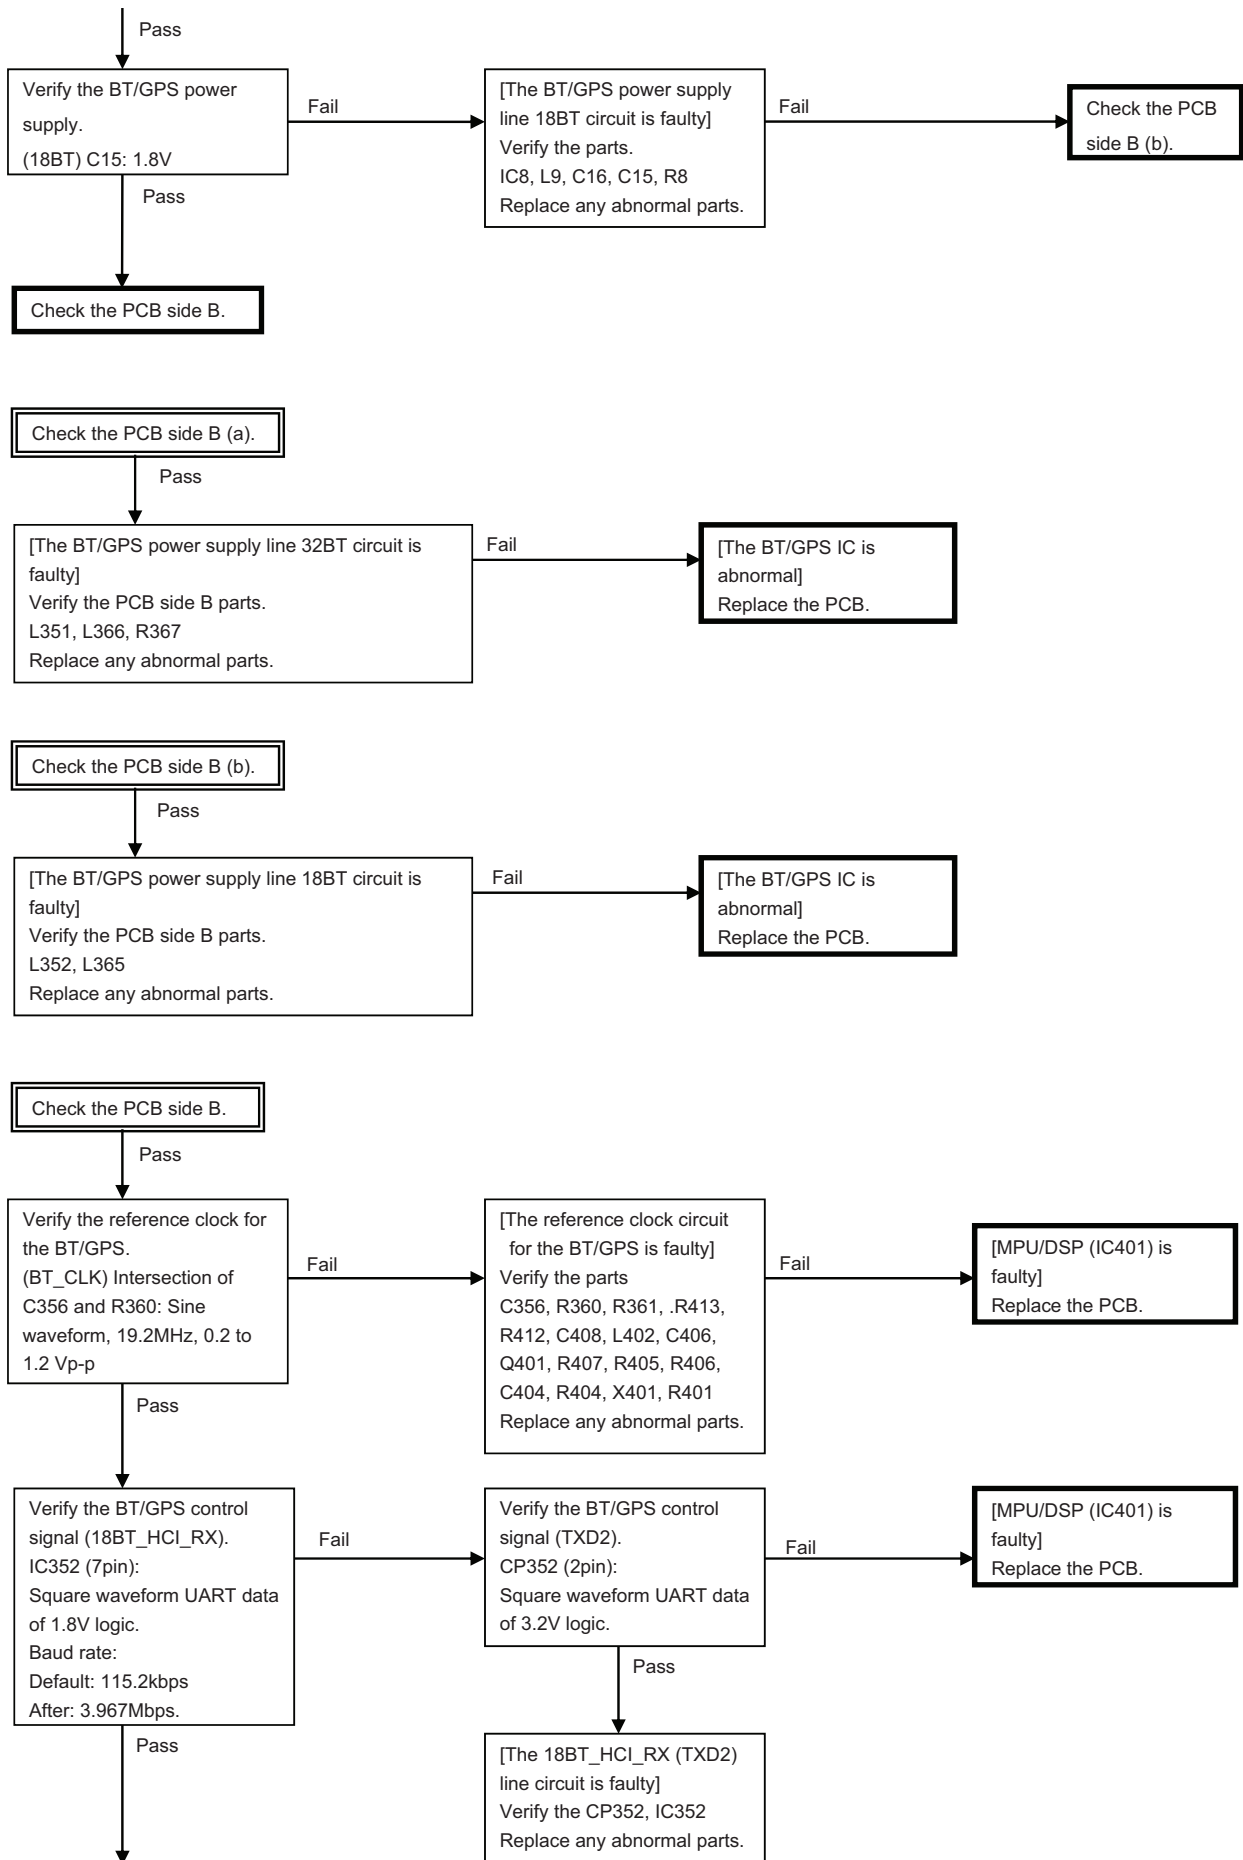 Pass
Verify the BT/GPS power
supply.
(18BT) C15: 1.8V
Fail
[The BT/GPS power supply
line 18BT circuit is faulty]
Verify the parts.
IC8, L9, C16, C15, R8
Replace any abnormal parts.
Fail
Check the PCB
side B (b).
Pass
Check the PCB side B.
Check the PCB side B (a).
Pass
[The BT/GPS power supply line 32BT circuit is
faulty]
Verify the PCB side B parts.
L351, L366, R367
Replace any abnormal parts.
Fail
[The BT/GPS IC is
abnormal]
Replace the PCB.
Check the PCB side B (b).
Pass
[The BT/GPS power supply line 18BT circuit is
faulty]
Verify the PCB side B parts.
L352, L365
Replace any abnormal parts.
Fail
[The BT/GPS IC is
abnormal]
Replace the PCB.
Check the PCB side B.
Pass
Verify the reference clock for
the BT/GPS.
(BT_CLK) Intersection of
C356 and R360: Sine
waveform, 19.2MHz, 0.2 to
1.2 Vp-p
Fail
[The reference clock circuit
for the BT/GPS is faulty]
Verify the parts
C356, R360, R361, .R413,
R412, C408, L402, C406,
Q401, R407, R405, R406,
C404, R404, X401, R401
Replace any abnormal parts.
Fail
[MPU/DSP (IC401) is
faulty]
Replace the PCB.
Pass
Verify the BT/GPS control
signal (18BT_HCI_RX).
IC352 (7pin):
Square waveform UART data
of 1.8V logic.
Baud rate:
Default: 115.2kbps
After: 3.967Mbps.
Fail
Verify the BT/GPS control
signal (TXD2).
CP352 (2pin):
Square waveform UART data
of 3.2V logic.
Fail
[MPU/DSP (IC401) is
faulty]
Replace the PCB.
Pass
Pass
[The 18BT_HCI_RX (TXD2)
line circuit is faulty]
Verify the CP352, IC352
Replace any abnormal parts.